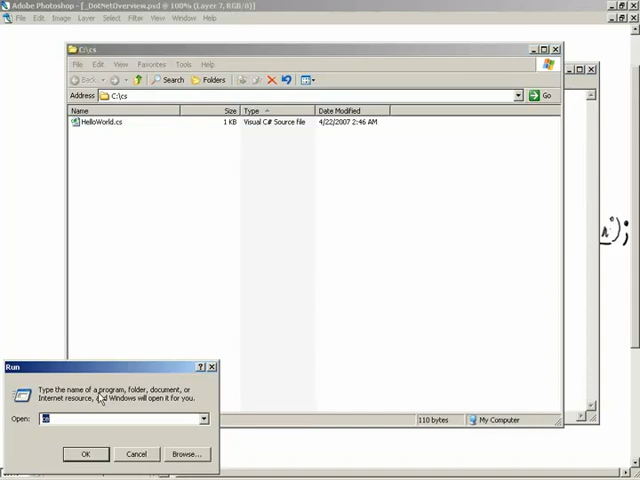 Adobe Photoshop - [_DotNetOverview.psd @ 100% (Layer 7, RGB/8)]
File Edit Image Layer Select Filter View Window Help
C:\cs
File Edit View Favorites Tools Help
Back Search Folders
Address C:\cs Go
Name Size Type Date Modified
HelloWorld.cs 1 KB Visual C# Source file 4/22/2007 2:46 AM
110 bytes My Computer
Run
Type the name of a program, folder, document, or
Internet resource, and Windows will open it for you.
Open:
OK Cancel Browse...